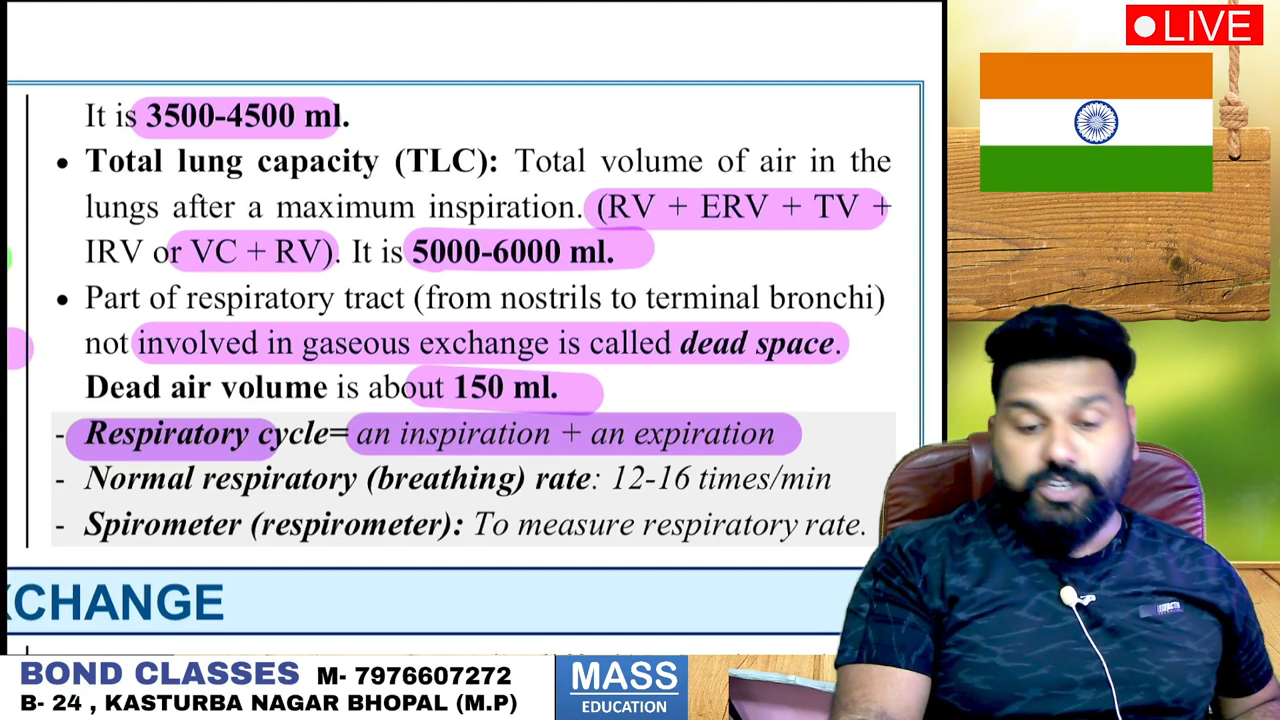 LIVE
It is 3500-4500 ml.
• Total lung capacity (TLC): Total volume of air in the
lungs after a maximum inspiration. (RV + ERV + TV +
IRV or VC + RV). It is 5000-6000 ml.
• Part of respiratory tract (from nostrils to terminal bronchi)
not involved in gaseous exchange is called dead space.
Dead air volume is about 150 ml.
- Respiratory cycle= an inspiration + an expiration
- Normal respiratory (breathing) rate: 12-16 times/min
- Spirometer (respirometer): To measure respiratory rate.
CHANGE
BOND CLASSES M- 7976607272
B- 24 , KASTURBA NAGAR BHOPAL (M.P)
MASS
EDUCATION